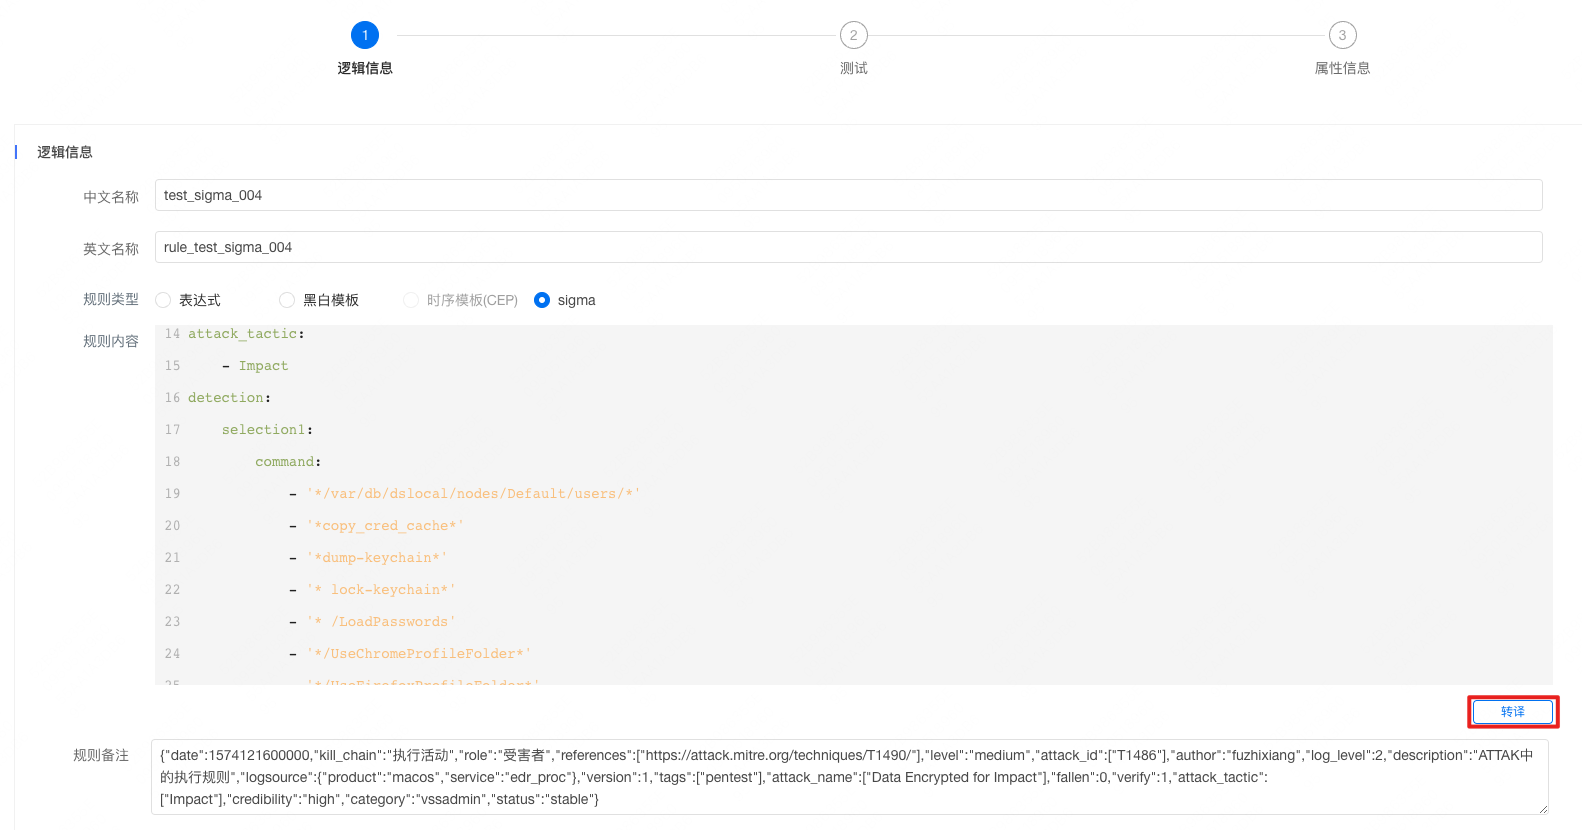 1
2
3
逻辑信息
测试
属性信息
逻辑信息
中文名称 test_sigma_004
英文名称 rule_test_sigma_004
规则类型 表达式 黑白模板 时序模板(CEP) sigma
规则内容
14 attack_tactic:
15 - Impact
16 detection:
17 selection1:
18 command:
19 - '*/var/db/dslocal/nodes/Default/users/*'
20 - '*copy_cred_cache*'
21 - '*dump-keychain*'
22 - '* lock-keychain*'
23 - '* /LoadPasswords'
24 - '*/UseChromeProfileFolder*'
25 '*/UseFirefoxProfileFolder*'
转译
规则备注 {"date":1574121600000,"kill_chain":"执行活动","role":"受害者","references":["https://attack.mitre.org/techniques/T1490/"],"level":"medium","attack_id":["T1486"],"author":"fuzhixiang","log_level":2,"description":"ATTAK中
的执行规则","logsource":{"product":"macos","service":"edr_proc"},"version":1,"tags":["pentest"],"attack_name":["Data Encrypted for Impact"],"fallen":0,"verify":1,"attack_tactic":
["Impact"],"credibility":"high","category":"vssadmin","status":"stable"}